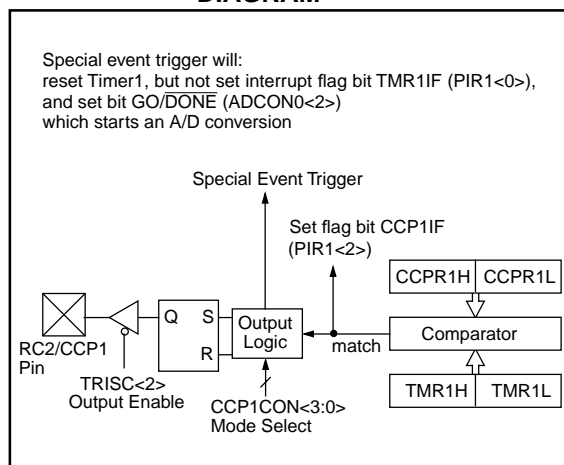 DIAGRAM
Special event trigger will:
reset Timer1, but not set interrupt flag bit TMR1IF (PIR1<0>),
and set bit GO/DONE (ADCON0<2>)
which starts an A/D conversion
Special Event Trigger
Set flag bit CCP1IF
(PIR1<2>)
CCPR1H CCPR1L
Q S Output
Logic
R
match
Comparator
RC2/CCP1
Pin
TRISC<2>
Output Enable
CCP1CON<3:0>
Mode Select
TMR1H TMR1L